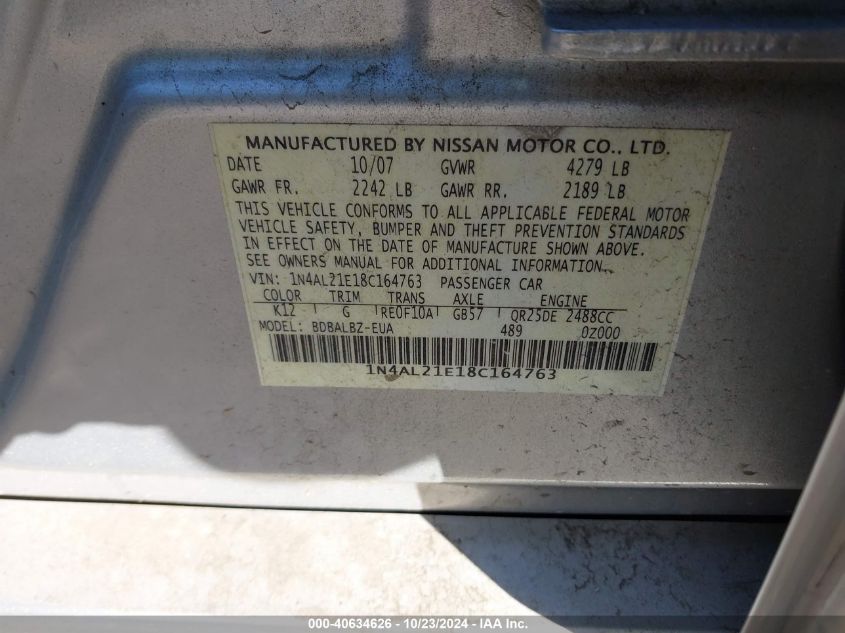 MANUFACTURED BY NISSAN MOTOR CO., LTD.
DATE 10/07 GVWR 4279 LB
GAWR FR. 2242 LB GAWR RR. 2189 LB
THIS VEHICLE CONFORMS TO ALL APPLICABLE FEDERAL MOTOR
VEHICLE SAFETY, BUMPER AND THEFT PREVENTION STANDARDS
IN EFFECT ON THE DATE OF MANUFACTURE SHOWN ABOVE.
SEE OWNERS MANUAL FOR ADDITIONAL INFORMATION.
VIN: 1N4AL21E18C164763 PASSENGER CAR
COLOR TRIM TRANS AXLE ENGINE
K12 G RE0F10A GB57 QR25DE 2488CC
MODEL: BDBALBZ-EUA 489 0Z000
1N4AL21E18C164763
000-40634626 - 10/23/2024 - IAA Inc.